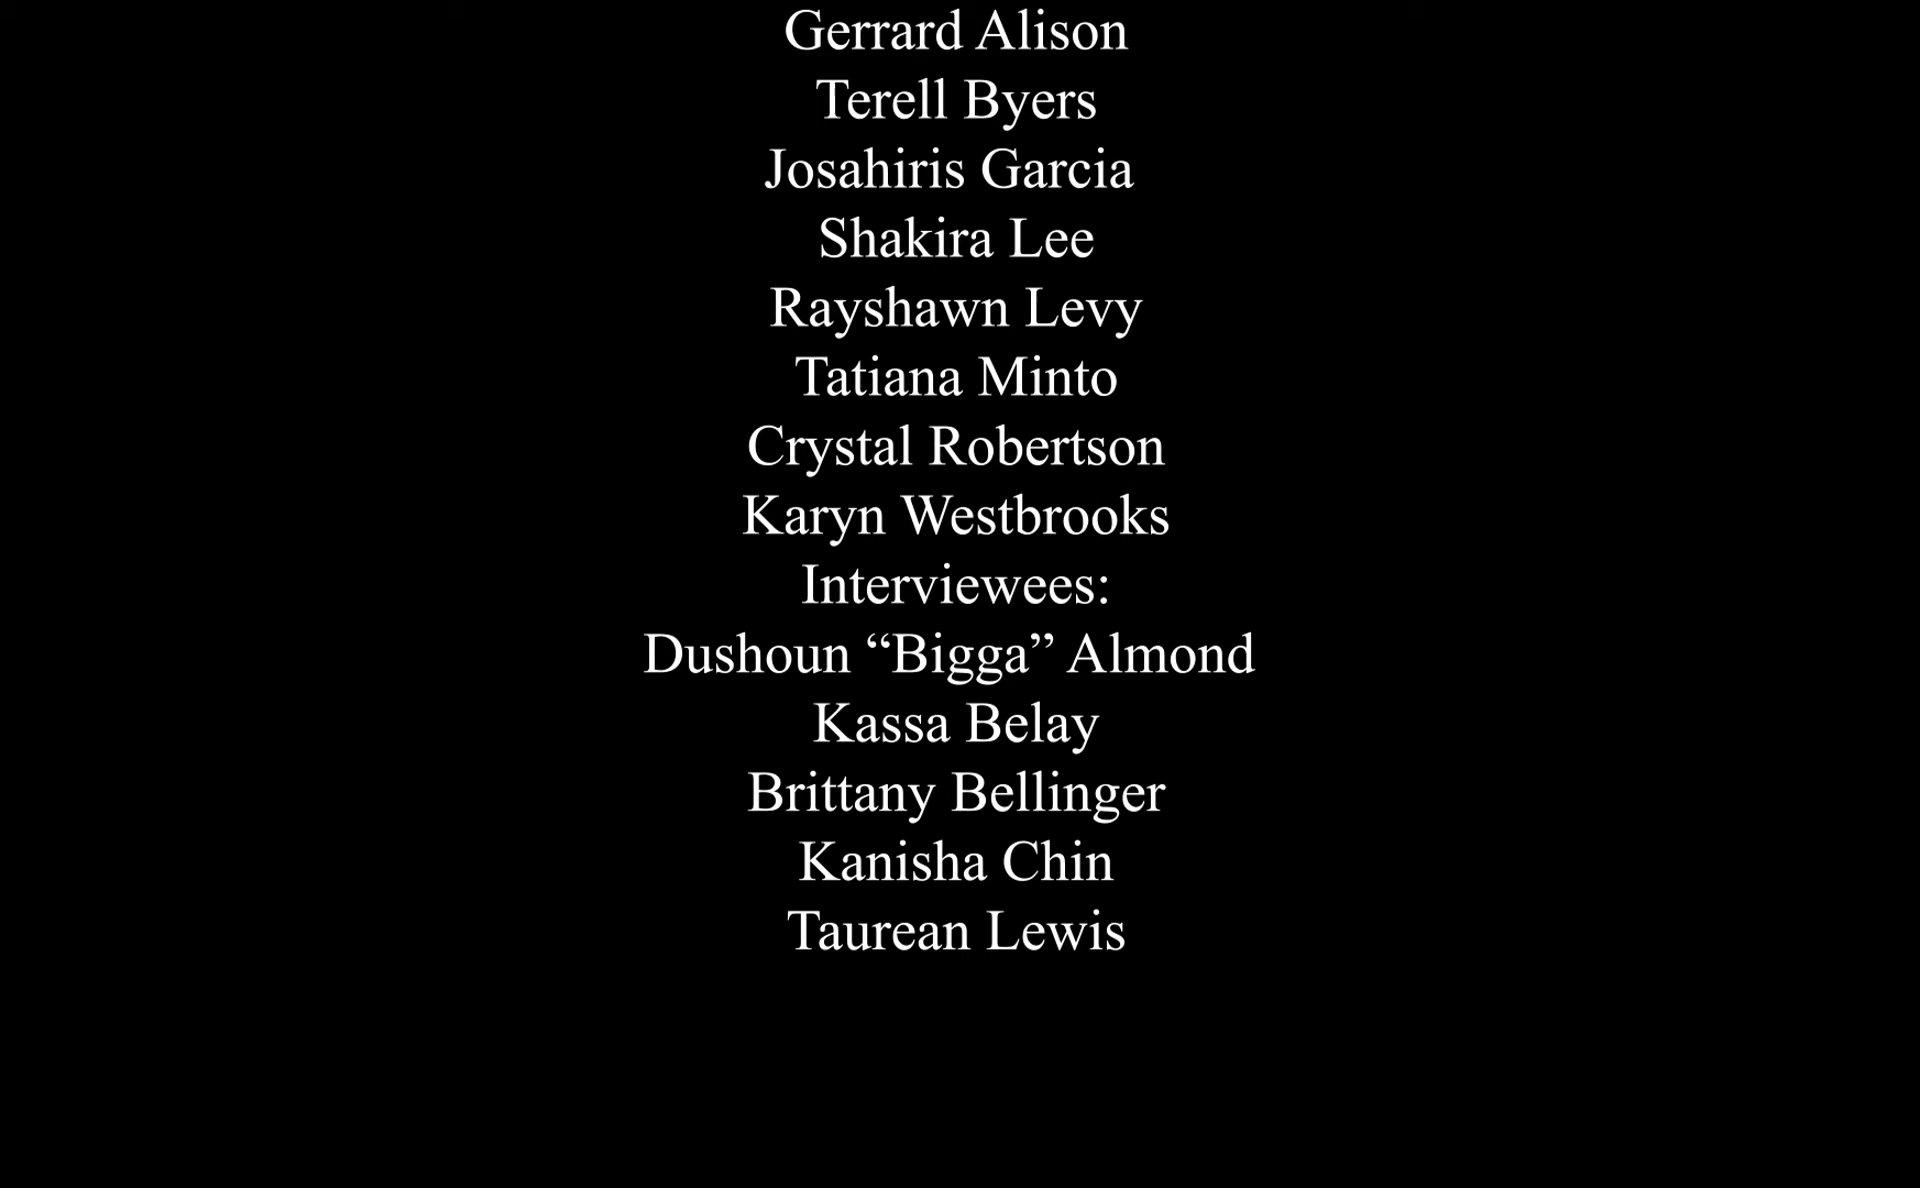 Gerrard Alison
Terell Byers
Josahiris Garcia
Shakira Lee
Rayshawn Levy
Tatiana Minto
Crystal Robertson
Karyn Westbrooks
Interviewees:
Dushoun “Bigga” Almond
Kassa Belay
Brittany Bellinger
Kanisha Chin
Taurean Lewis